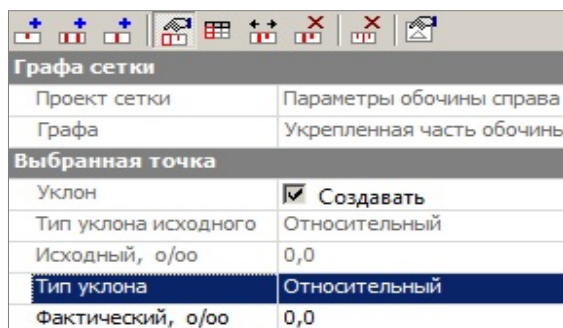 Графа сетки
Проект сетки Параметры обочины справа
Графа Укрепленная часть обочины
Выбранная точка
Уклон Создавать
Тип уклона исходного Относительный
Исходный, о/оо 0,0
Тип уклона Относительный
Фактический, о/оо 0,0